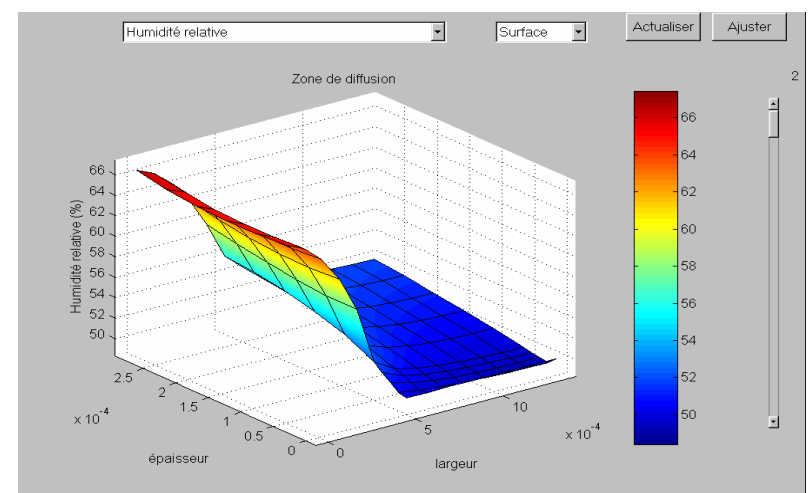 Humidité relative
Surface
Actualiser
Ajuster
Zone de diffusion
2
66
64
62
60
58
56
54
52
50
Humidité relative (%)
2.5
2
1.5
1
0.5
0
x 10-4
épaisseur
0
5
10
x 10-4
largeur
66
64
62
60
58
56
54
52
50